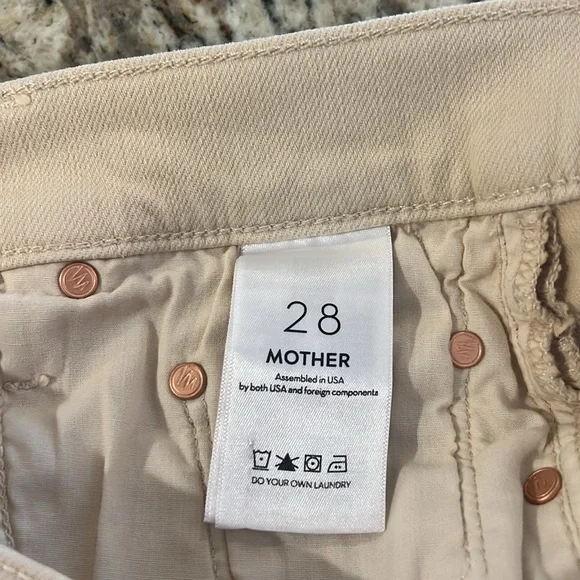 28
MOTHER
Assembled in USA
by both USA and foreign components
DO YOUR OWN LAUNDRY